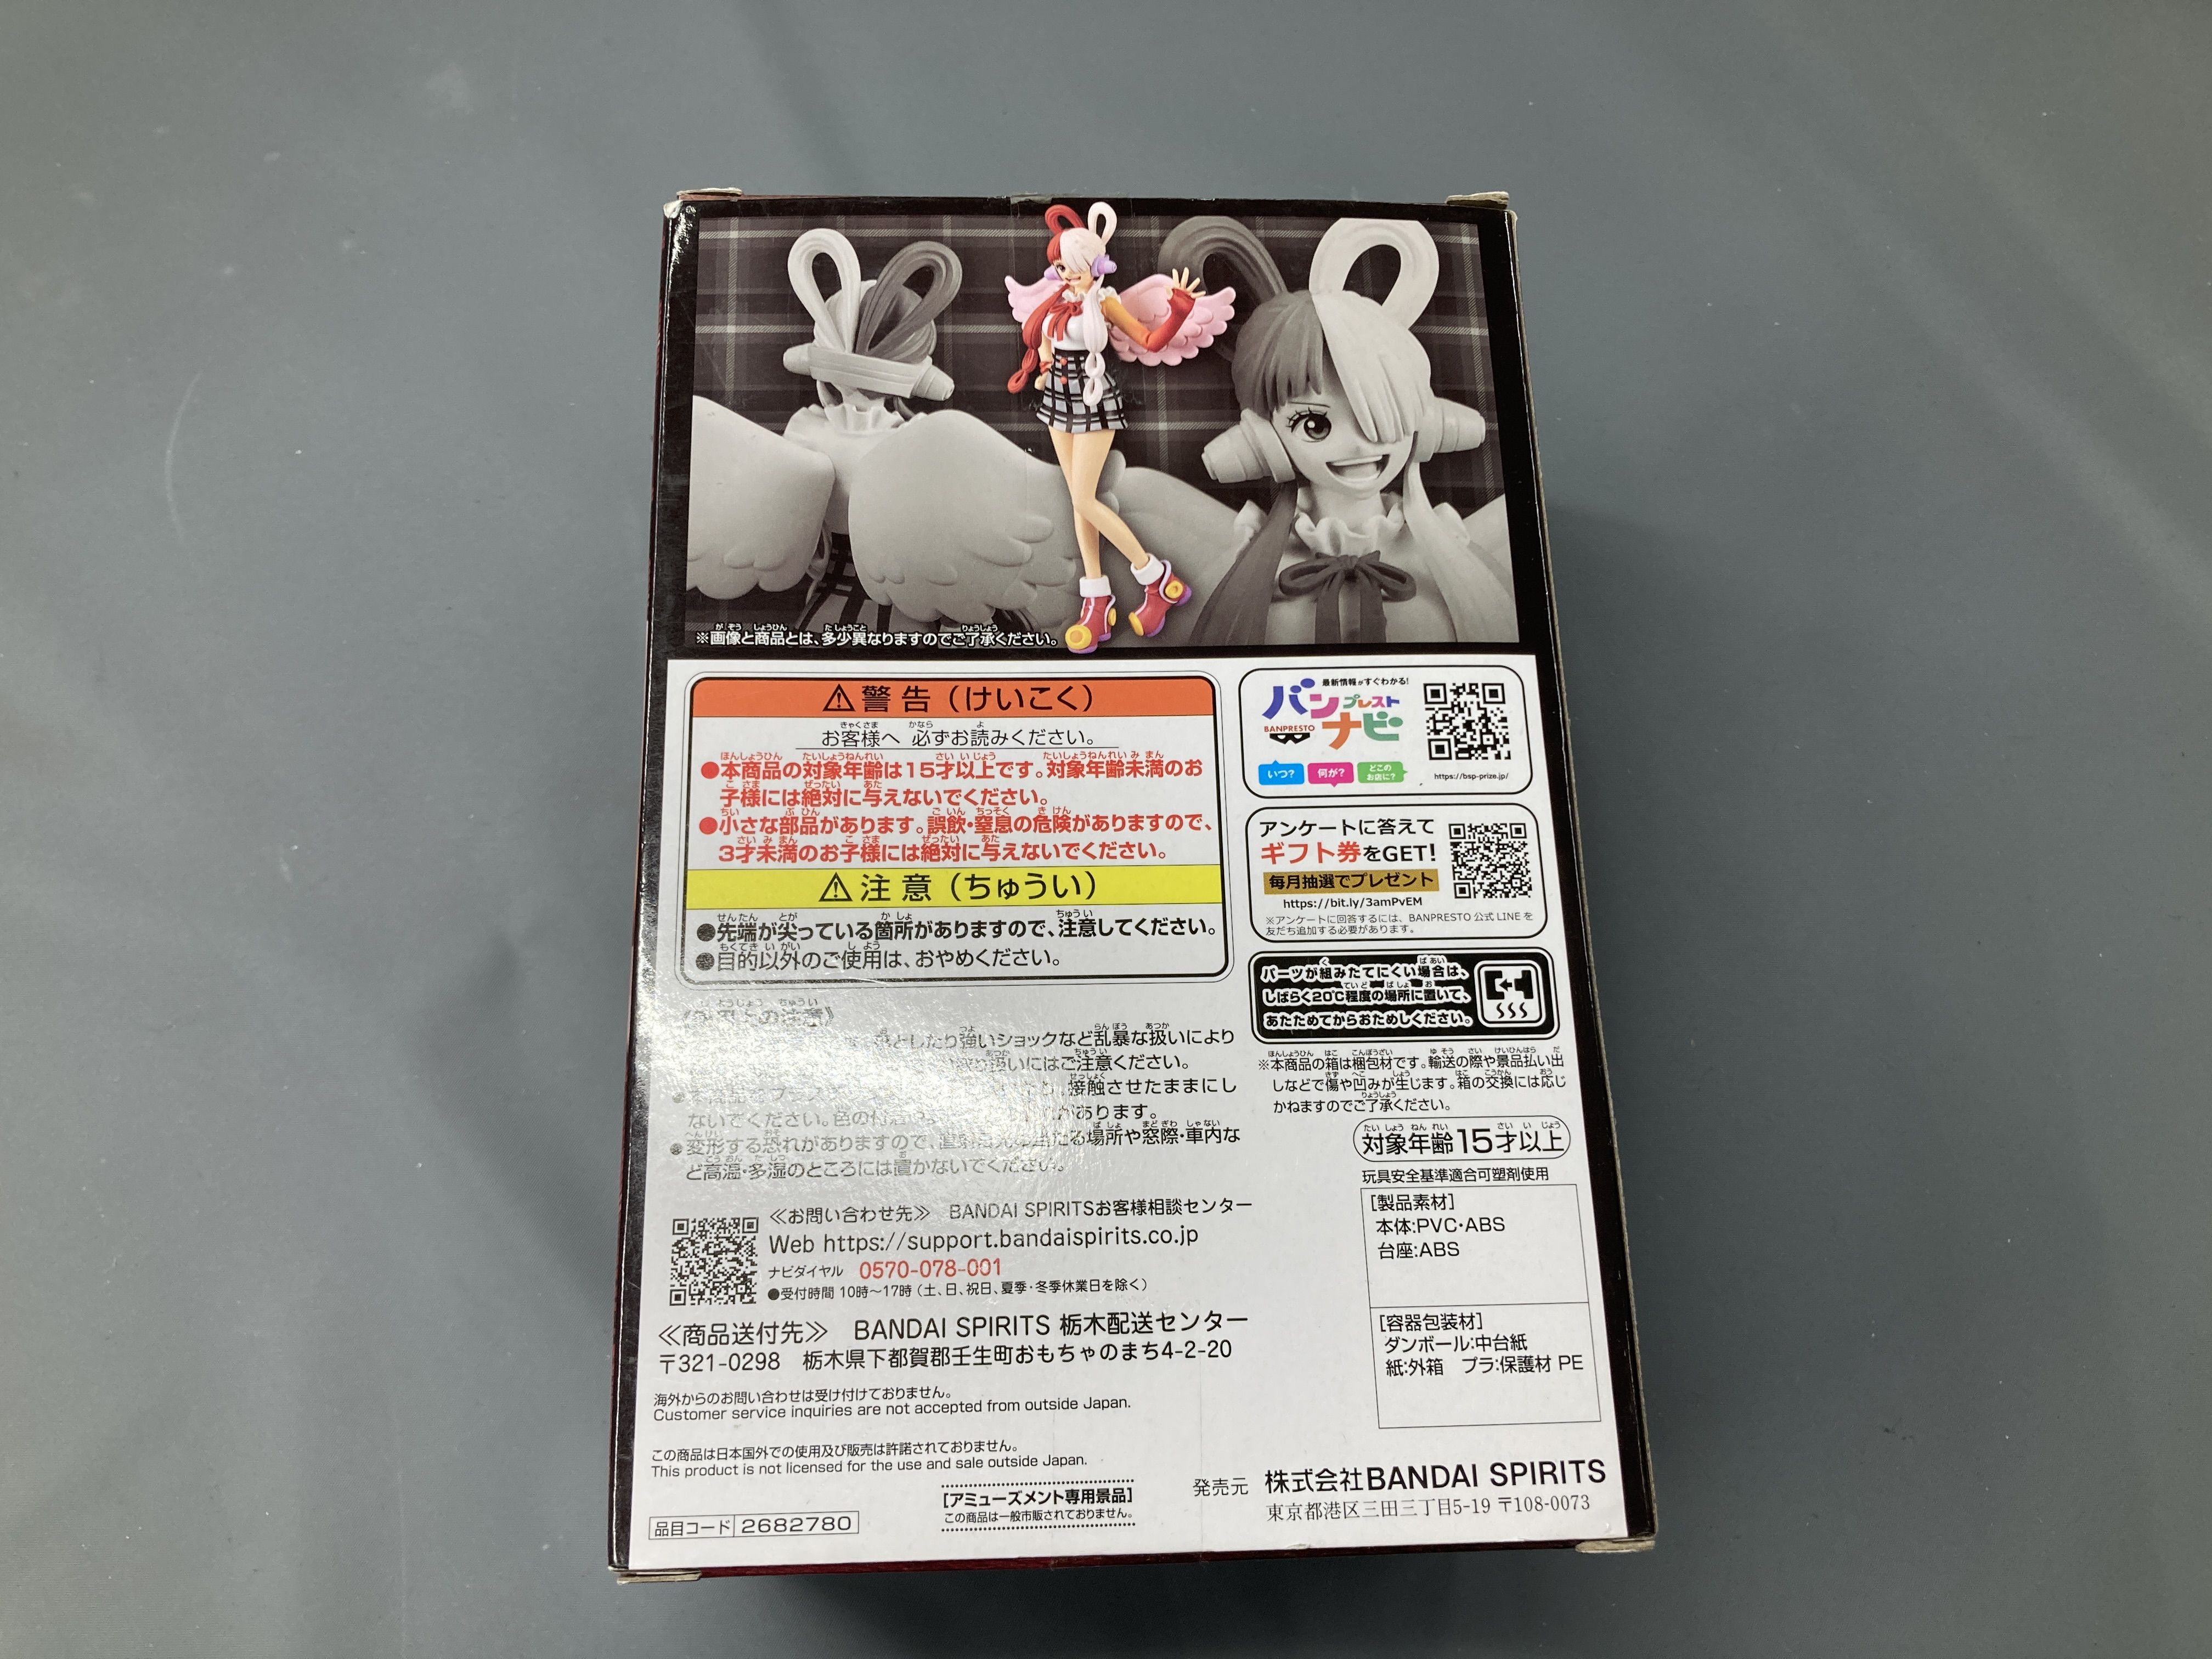 ※画像と商品とは、多少異なりますのでご了承ください。
⚠警告（けいこく）
お客様へ 必ずお読みください。
●本商品の対象年齢は15才以上です。対象年齢未満のお
子様には絶対に与えないでください。
●小さな部品があります。誤飲・窒息の危険がありますので、
3才未満のお子様には絶対に与えないでください。
⚠注意（ちゅうい）
●先端が尖っている箇所がありますので、注意してください。
●目的以外のご使用は、おやめください。
としたり強いショックなど乱暴な扱いにより
扱いにはご注意ください。
接触させたままにし
ないでください。色の
があります。
●変形する恐れがありますので、
たる場所や窓際・車内な
ど高温・多湿のところには置かないでください。
≪お問い合わせ先≫ BANDAI SPIRITSお客様相談センター
Web https://support.bandaispirits.co.jp
ナビダイヤル 0570-078-001
●受付時間 10時～17時（土、日、祝日、夏季・冬季休業日を除く）
≪商品送付先≫ BANDAI SPIRITS 栃木配送センター
〒321-0298 栃木県下都賀郡壬生町おもちゃのまち4-2-20
海外からのお問い合わせは受け付けておりません。
Customer service inquiries are not accepted from outside Japan.
この商品は日本国外での使用及び販売は許諾されておりません。
This product is not licensed for the use and sale outside Japan.
品目コード 2682780
[アミューズメント専用景品]
この商品は一般市販されておりません。
最新情報がすぐわかる!
バンプレストナビ
BANPRESTO
いつ? 何が? どこのお店に?
https://bsp-prize.jp/
アンケートに答えて
ギフト券をGET!
毎月抽選でプレゼント
https://bit.ly/3amPvEM
※アンケートに回答するには、BANPRESTO公式LINEを
友だち追加する必要があります。
パーツが組みたてにくい場合は、
しばらく20℃程度の場所に置いて、
あたためてからおためしください。
※本商品の箱は梱包材です。輸送の際や景品払い出
しなどで傷や凹みが生じます。箱の交換には応じ
かねますのでご了承ください。
対象年齢15才以上
玩具安全基準適合可塑剤使用
[製品素材]
本体:PVC・ABS
台座:ABS
[容器包装材]
ダンボール:中台紙
紙:外箱 プラ:保護材 PE
発売元 株式会社BANDAI SPIRITS
東京都港区三田三丁目5-19 〒108-0073